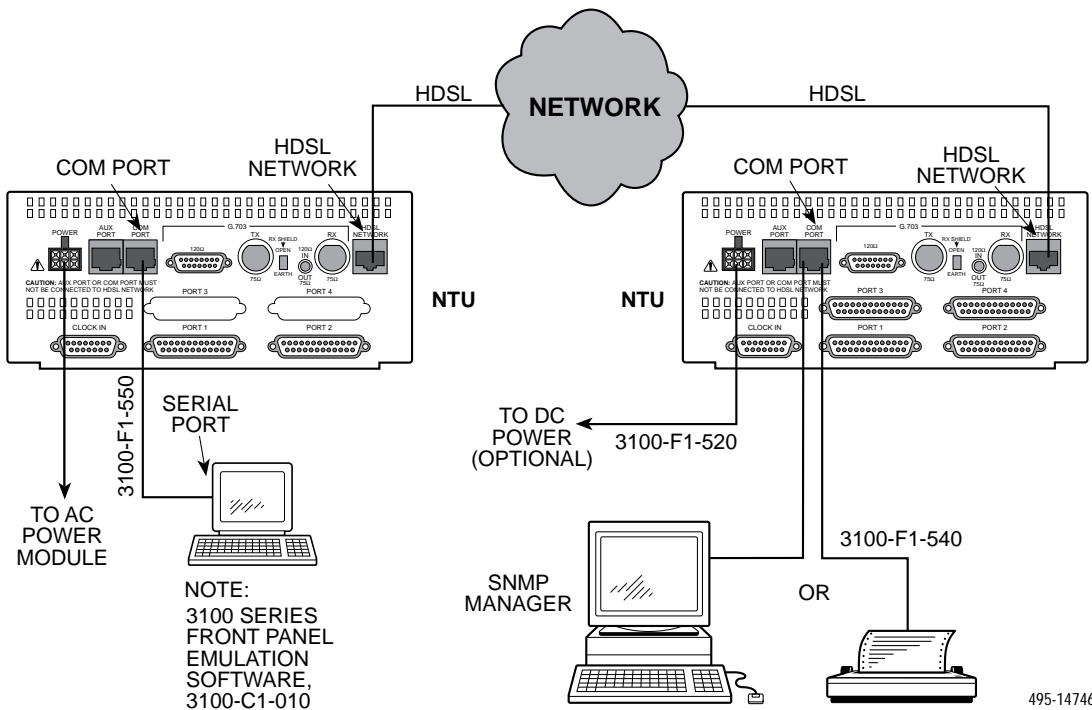 HDSL
NETWORK
HDSL
COM PORT
HDSL
NETWORK
POWER
AUX
PORT
COM
PORT
G.703
120Ω
TX
75Ω
RX SHIELD
OPEN
EARTH
120Ω
IN
OUT
75Ω
RX
75Ω
HDSL
NETWORK
CAUTION: AUX PORT OR COM PORT MUST
NOT BE CONNECTED TO HDSL NETWORK
PORT 3
PORT 4
CLOCK IN
PORT 1
PORT 2
NTU
COM PORT
HDSL
NETWORK
POWER
AUX
PORT
COM
PORT
G.703
120Ω
TX
75Ω
RX SHIELD
OPEN
EARTH
120Ω
IN
OUT
75Ω
RX
75Ω
HDSL
NETWORK
CAUTION: AUX PORT OR COM PORT MUST
NOT BE CONNECTED TO HDSL NETWORK
PORT 3
PORT 4
CLOCK IN
PORT 1
PORT 2
NTU
TO AC
POWER
MODULE
3100-F1-550
SERIAL
PORT
NOTE:
3100 SERIES
FRONT PANEL
EMULATION
SOFTWARE,
3100-C1-010
TO DC
POWER
(OPTIONAL)
3100-F1-520
SNMP
MANAGER
OR
3100-F1-540
495-14746